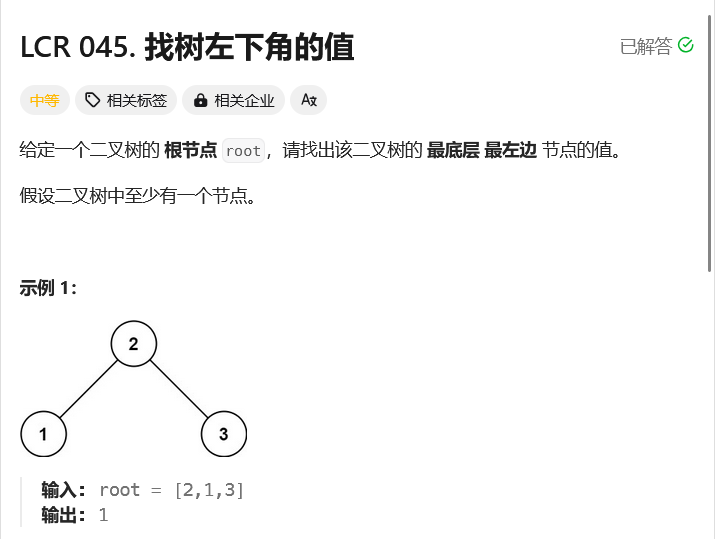 LCR 045. 找树左下角的值
已解答
中等 相关标签 相关企业
给定一个二叉树的 根节点 root，请找出该二叉树的 最底层 最左边 节点的值。
假设二叉树中至少有一个节点。
示例 1：
2
1 3
输入：root = [2,1,3]
输出：1